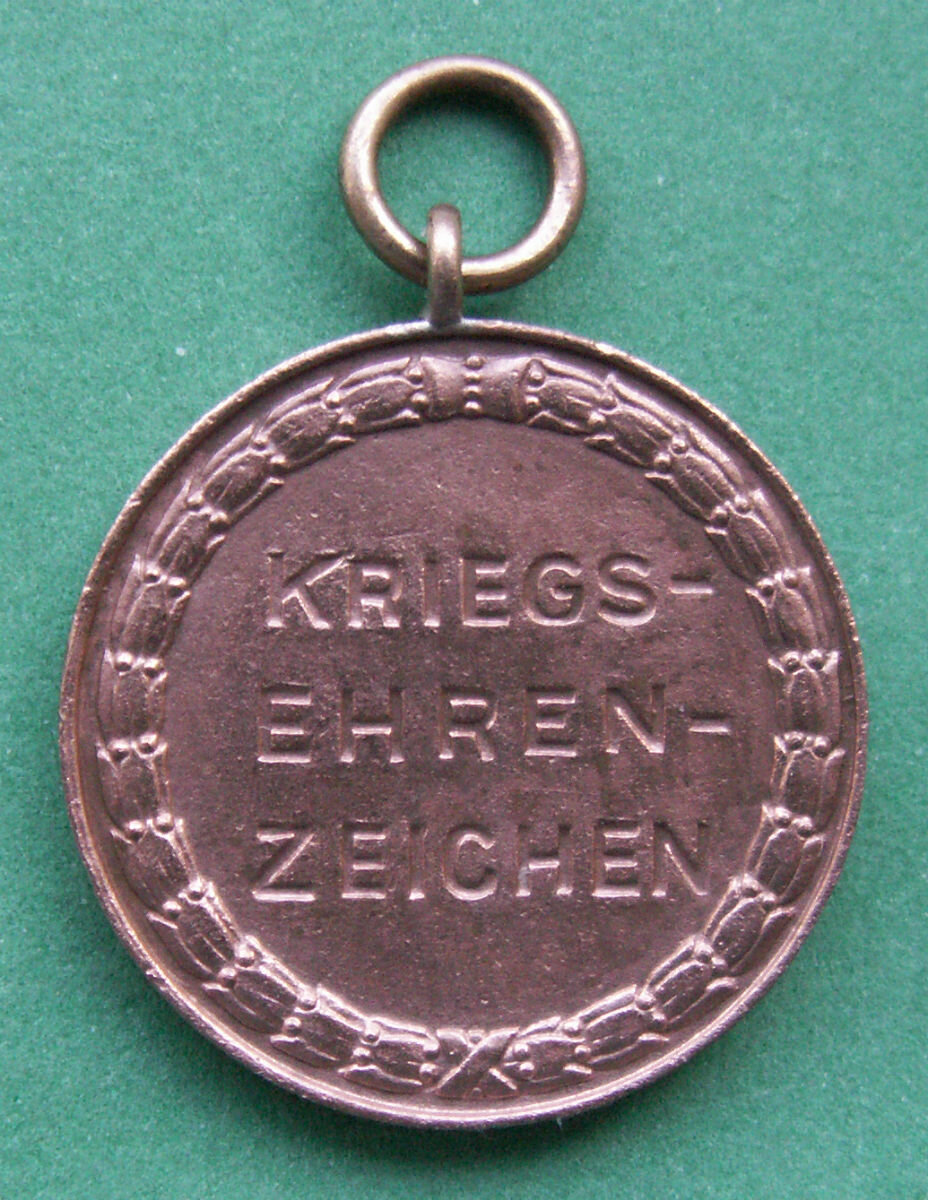 KRIEGS-
EHREN-
ZEICHEN